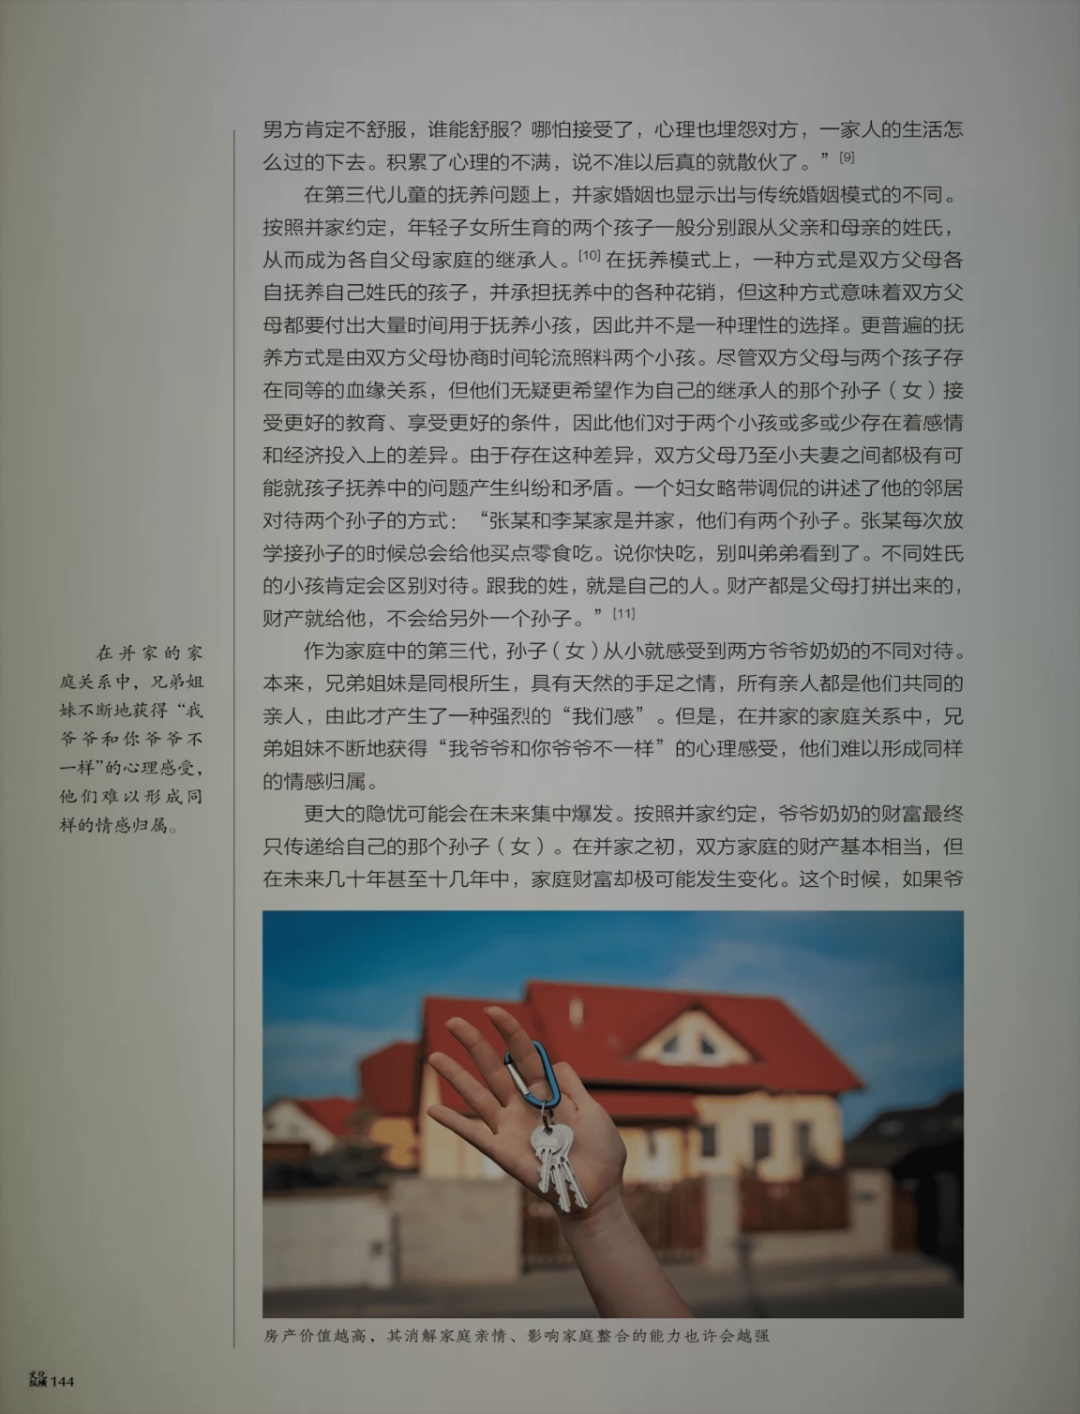 男方肯定不舒服，谁能舒服？哪怕接受了，心理也埋怨对方，一家人的生活怎
么过的下去。积累了心理的不满，说不准以后真的就散伙了。”[9]
在第三代儿童的抚养问题上，并家婚姻也显示出与传统婚姻模式的不同。
按照并家约定，年轻子女所生育的两个孩子一般分别跟从父亲和母亲的姓氏，
从而成为各自父母家庭的继承人。[10]在抚养模式上，一种方式是双方父母各
自抚养自己姓氏的孩子，并承担抚养中的各种花销，但这种方式意味着双方父
母都要付出大量时间用于抚养小孩，因此并不是一种理性的选择。更普遍的抚
养方式是由双方父母协商时间轮流照料两个小孩。尽管双方父母与两个孩子存
在同等的血缘关系，但他们无疑更希望作为自己的继承人的那个孙子（女）接
受更好的教育、享受更好的条件，因此他们对于两个小孩或多或少存在着感情
和经济投入上的差异。由于存在这种差异，双方父母乃至小夫妻之间都极有可
能就孩子抚养中的问题产生纠纷和矛盾。一个妇女略带调侃的讲述了他的邻居
对待两个孙子的方式：“张某和李某家是并家，他们有两个孙子。张某每次放
学接孙子的时候总会给他买点零食吃。说你快吃，别叫弟弟看到了。不同姓氏
的小孩肯定会区别对待。跟我的姓，就是自己的人。财产都是父母打拼出来的，
财产就给他，不会给另外一个孙子。”[11]
作为家庭中的第三代，孙子（女）从小就感受到两方爷爷奶奶的不同对待。
本来，兄弟姐妹是同根所生，具有天然的手足之情，所有亲人都是他们共同的
亲人，由此才产生了一种强烈的“我们感”。但是，在并家的家庭关系中，兄
弟姐妹不断地获得“我爷爷和你爷爷不一样”的心理感受，他们难以形成同样
的情感归属。
更大的隐忧可能会在未来集中爆发。按照并家约定，爷爷奶奶的财富最终
只传递给自己的那个孙子（女）。在并家之初，双方家庭的财产基本相当，但
在未来几十年甚至十几年中，家庭财富却极可能发生变化。这个时候，如果爷
在并家的家
庭关系中，兄弟姐
妹不断地获得“我
爷爷和你爷爷不
一样”的心理感受，
他们难以形成同
样的情感归属。
房产价值越高，其消解家庭亲情、影响家庭整合的能力也许会越强
文化
纵横 144